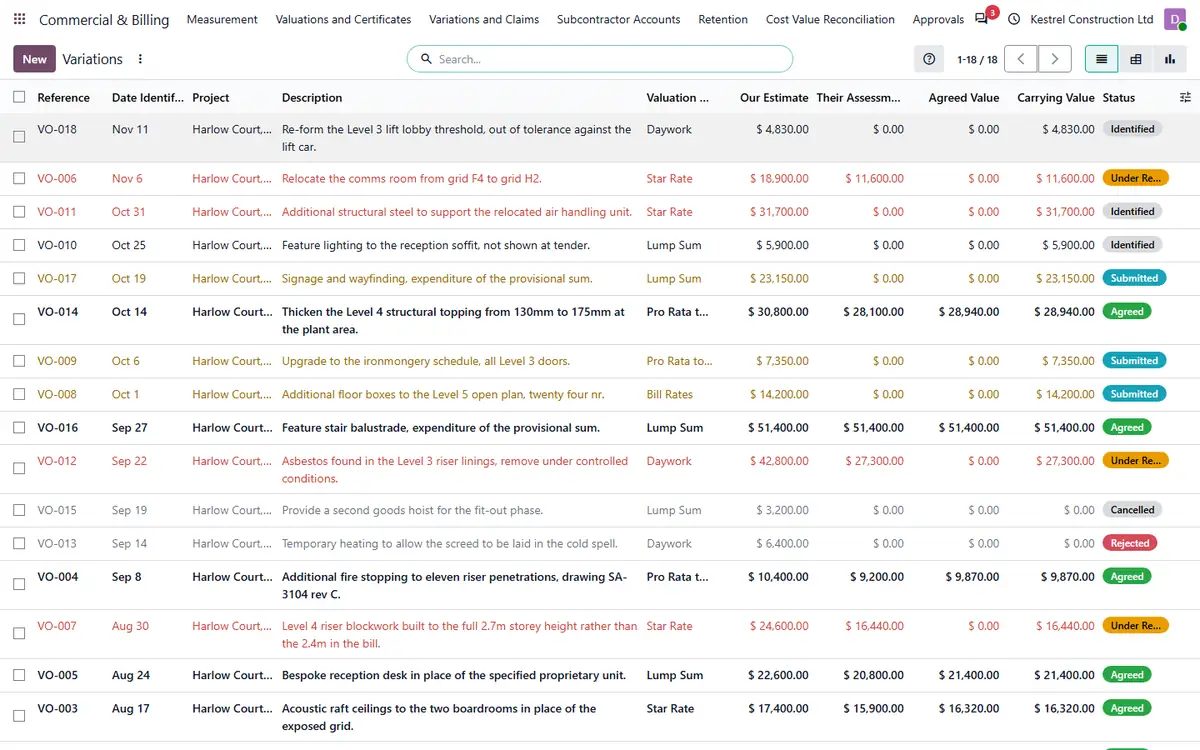 Commercial & Billing Measurement Valuations and Certificates Variations and Claims Subcontractor Accounts Retention Cost Value Reconciliation Approvals 3 Kestrel Construction Ltd D
New Variations Search... 1-18 / 18
Reference Date Identif... Project Description Valuation ... Our Estimate Their Assessm... Agreed Value Carrying Value Status
VO-018 Nov 11 Harlow Court,... Re-form the Level 3 lift lobby threshold, out of tolerance against the Daywork $ 4,830.00 $ 0.00 $ 0.00 $ 4,830.00 Identified
lift car.
VO-006 Nov 6 Harlow Court,... Relocate the comms room from grid F4 to grid H2. Star Rate $ 18,900.00 $ 11,600.00 $ 0.00 $ 11,600.00 Under Re...
VO-011 Oct 31 Harlow Court,... Additional structural steel to support the relocated air handling unit. Star Rate $ 31,700.00 $ 0.00 $ 0.00 $ 31,700.00 Identified
VO-010 Oct 25 Harlow Court,... Feature lighting to the reception soffit, not shown at tender. Lump Sum $ 5,900.00 $ 0.00 $ 0.00 $ 5,900.00 Identified
VO-017 Oct 19 Harlow Court,... Signage and wayfinding, expenditure of the provisional sum. Lump Sum $ 23,150.00 $ 0.00 $ 0.00 $ 23,150.00 Submitted
VO-014 Oct 14 Harlow Court... Thicken the Level 4 structural topping from 130mm to 175mm at Pro Rata t... $ 30,800.00 $ 28,100.00 $ 28,940.00 $ 28,940.00 Agreed
the plant area.
VO-009 Oct 6 Harlow Court,... Upgrade to the ironmongery schedule, all Level 3 doors. Pro Rata to... $ 7,350.00 $ 0.00 $ 0.00 $ 7,350.00 Submitted
VO-008 Oct 1 Harlow Court,... Additional floor boxes to the Level 5 open plan, twenty four nr. Bill Rates $ 14,200.00 $ 0.00 $ 0.00 $ 14,200.00 Submitted
VO-016 Sep 27 Harlow Court... Feature stair balustrade, expenditure of the provisional sum. Lump Sum $ 51,400.00 $ 51,400.00 $ 51,400.00 $ 51,400.00 Agreed
VO-012 Sep 22 Harlow Court,... Asbestos found in the Level 3 riser linings, remove under controlled Daywork $ 42,800.00 $ 27,300.00 $ 0.00 $ 27,300.00 Under Re...
conditions.
VO-015 Sep 19 Harlow Court,... Provide a second goods hoist for the fit-out phase. Lump Sum $ 3,200.00 $ 0.00 $ 0.00 $ 0.00 Cancelled
VO-013 Sep 14 Harlow Court,... Temporary heating to allow the screed to be laid in the cold spell. Daywork $ 6,400.00 $ 0.00 $ 0.00 $ 0.00 Rejected
VO-004 Sep 8 Harlow Court... Additional fire stopping to eleven riser penetrations, drawing SA- Pro Rata t... $ 10,400.00 $ 9,200.00 $ 9,870.00 $ 9,870.00 Agreed
3104 rev C.
VO-007 Aug 30 Harlow Court,... Level 4 riser blockwork built to the full 2.7m storey height rather than Star Rate $ 24,600.00 $ 16,440.00 $ 0.00 $ 16,440.00 Under Re...
the 2.4m in the bill.
VO-005 Aug 24 Harlow Court... Bespoke reception desk in place of the specified proprietary unit. Lump Sum $ 22,600.00 $ 20,800.00 $ 21,400.00 $ 21,400.00 Agreed
VO-003 Aug 17 Harlow Court... Acoustic raft ceilings to the two boardrooms in place of the Star Rate $ 17,400.00 $ 15,900.00 $ 16,320.00 $ 16,320.00 Agreed
exposed grid.